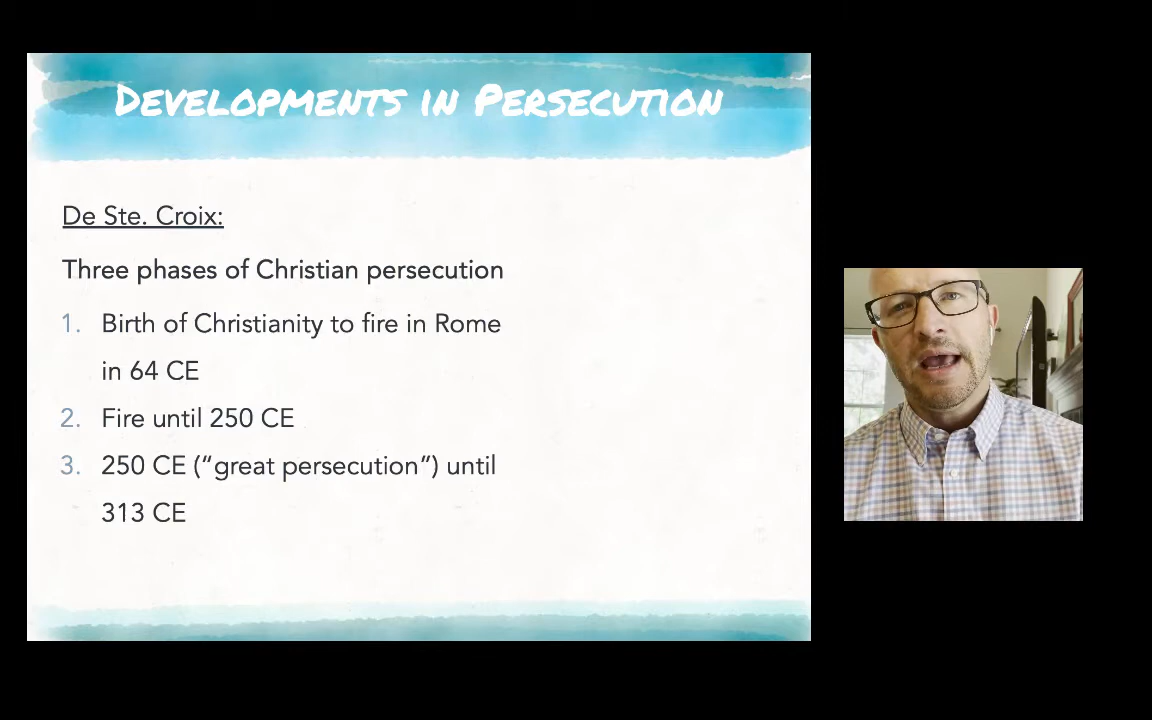 Developments in Persecution
De Ste. Croix:
Three phases of Christian persecution
1. Birth of Christianity to fire in Rome
in 64 CE
2. Fire until 250 CE
3. 250 CE (“great persecution”) until
313 CE